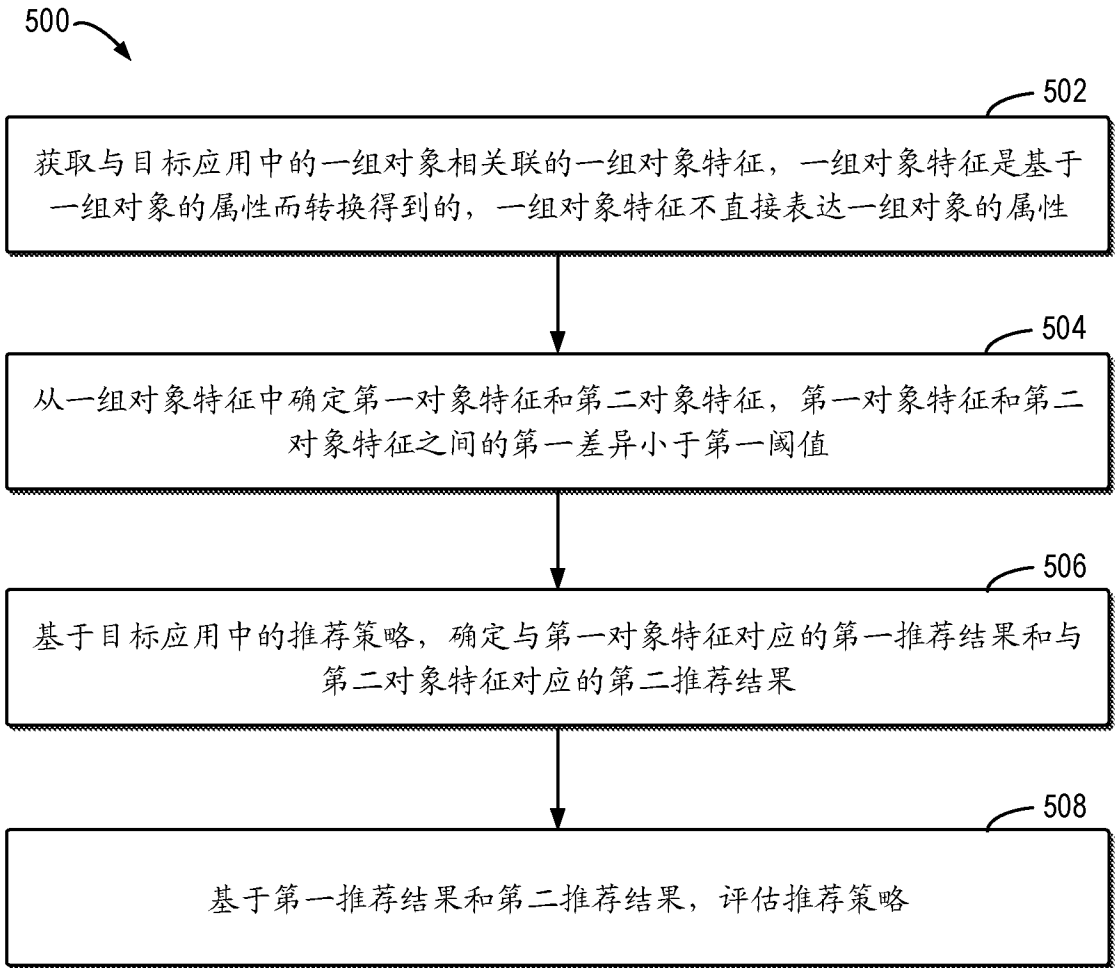 500
502
获取与目标应用中的一组对象相关联的一组对象特征，一组对象特征是基于
一组对象的属性而转换得到的，一组对象特征不直接表达一组对象的属性
504
从一组对象特征中确定第一对象特征和第二对象特征，第一对象特征和第二
对象特征之间的第一差异小于第一阈值
506
基于目标应用中的推荐策略，确定与第一对象特征对应的第一推荐结果和与
第二对象特征对应的第二推荐结果
508
基于第一推荐结果和第二推荐结果，评估推荐策略